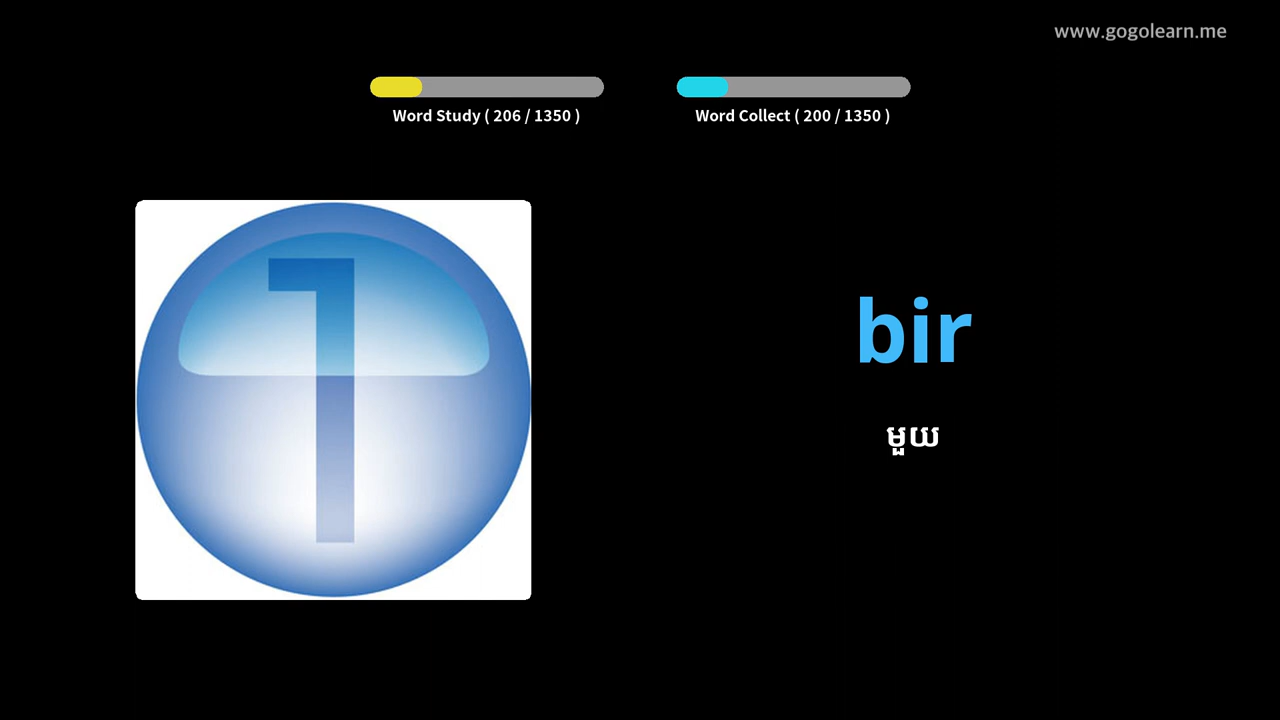 www.gogolearn.me
Word Study ( 206 / 1350 )
Word Collect ( 200 / 1350 )
1
bir
មួយ